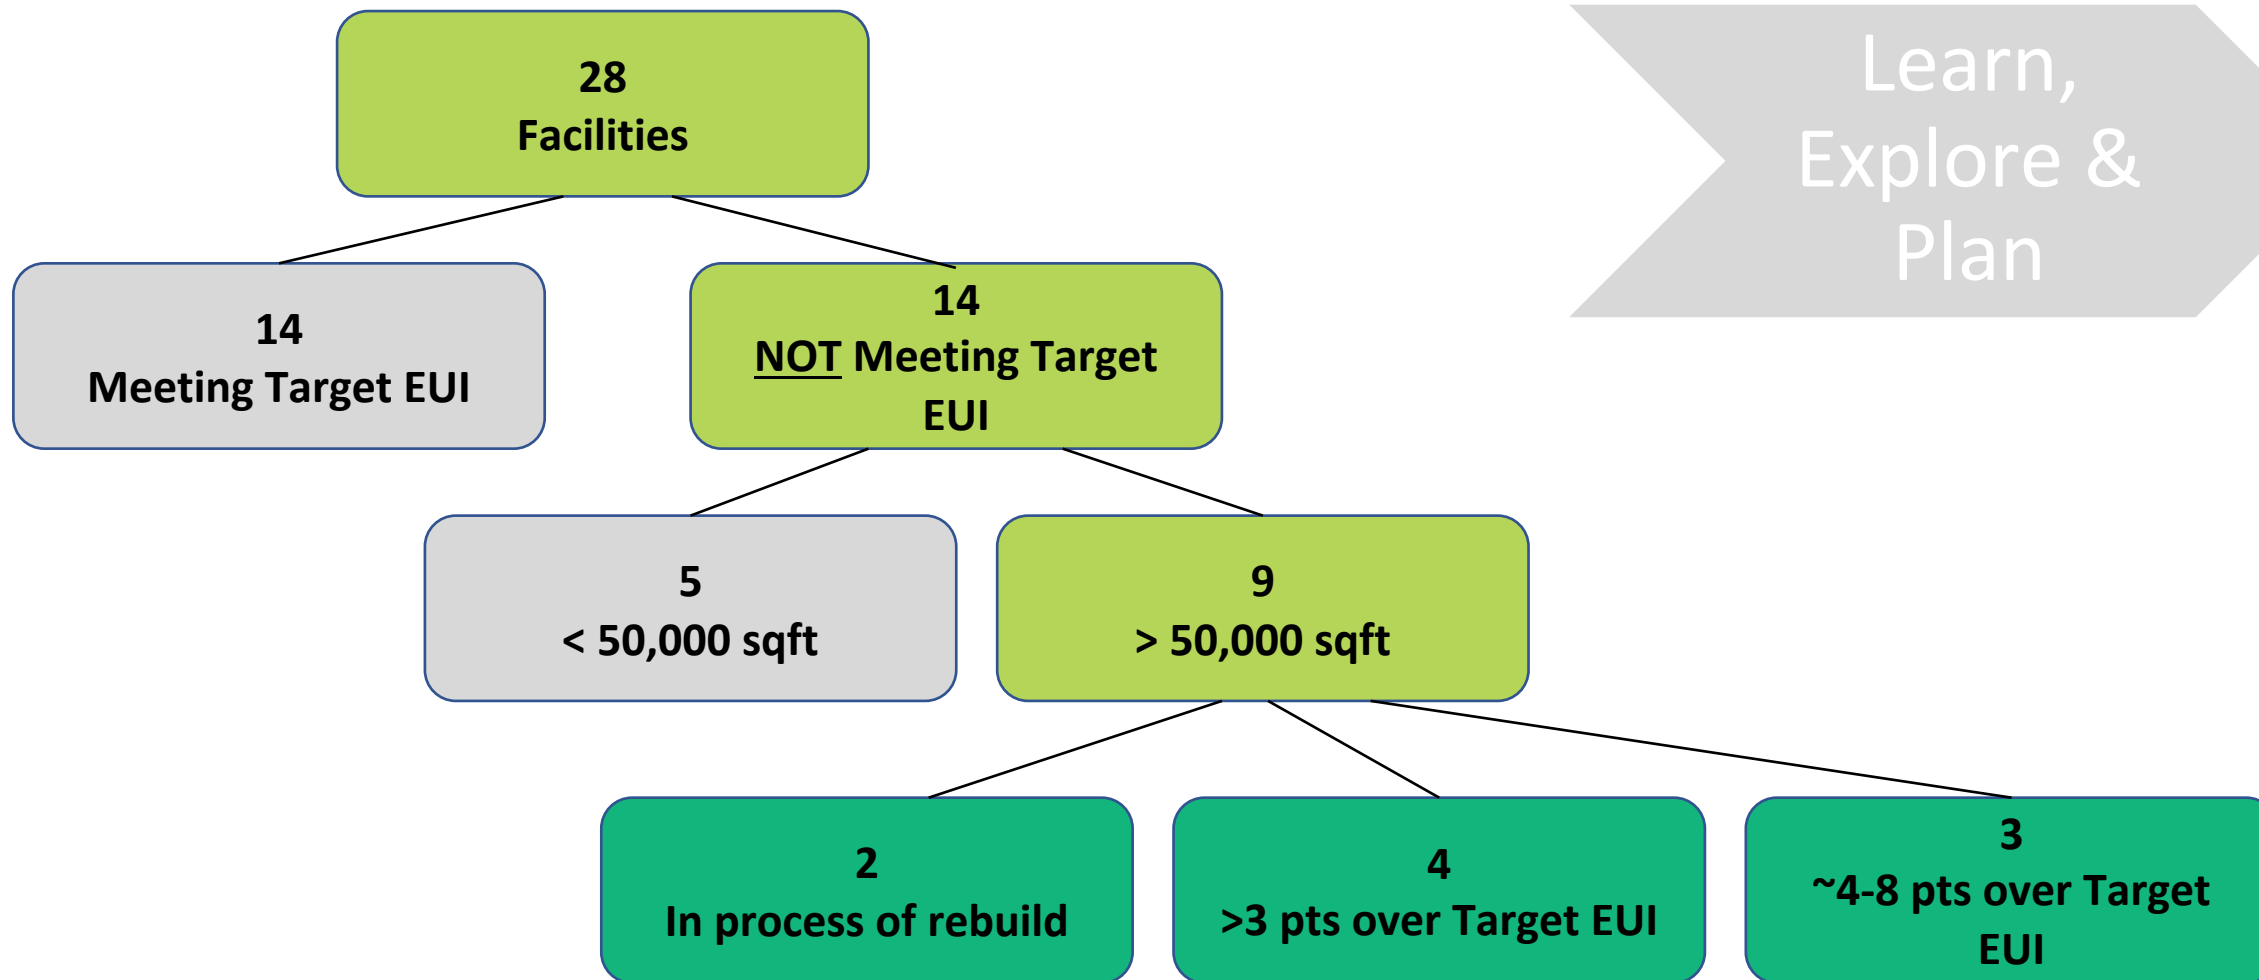 28
Facilities
Learn,
Explore &
Plan
14
Meeting Target EUI
14
NOT Meeting Target
EUI
5
< 50,000 sqft
9
> 50,000 sqft
2
In process of rebuild
4
>3 pts over Target EUI
3
~4-8 pts over Target
EUI